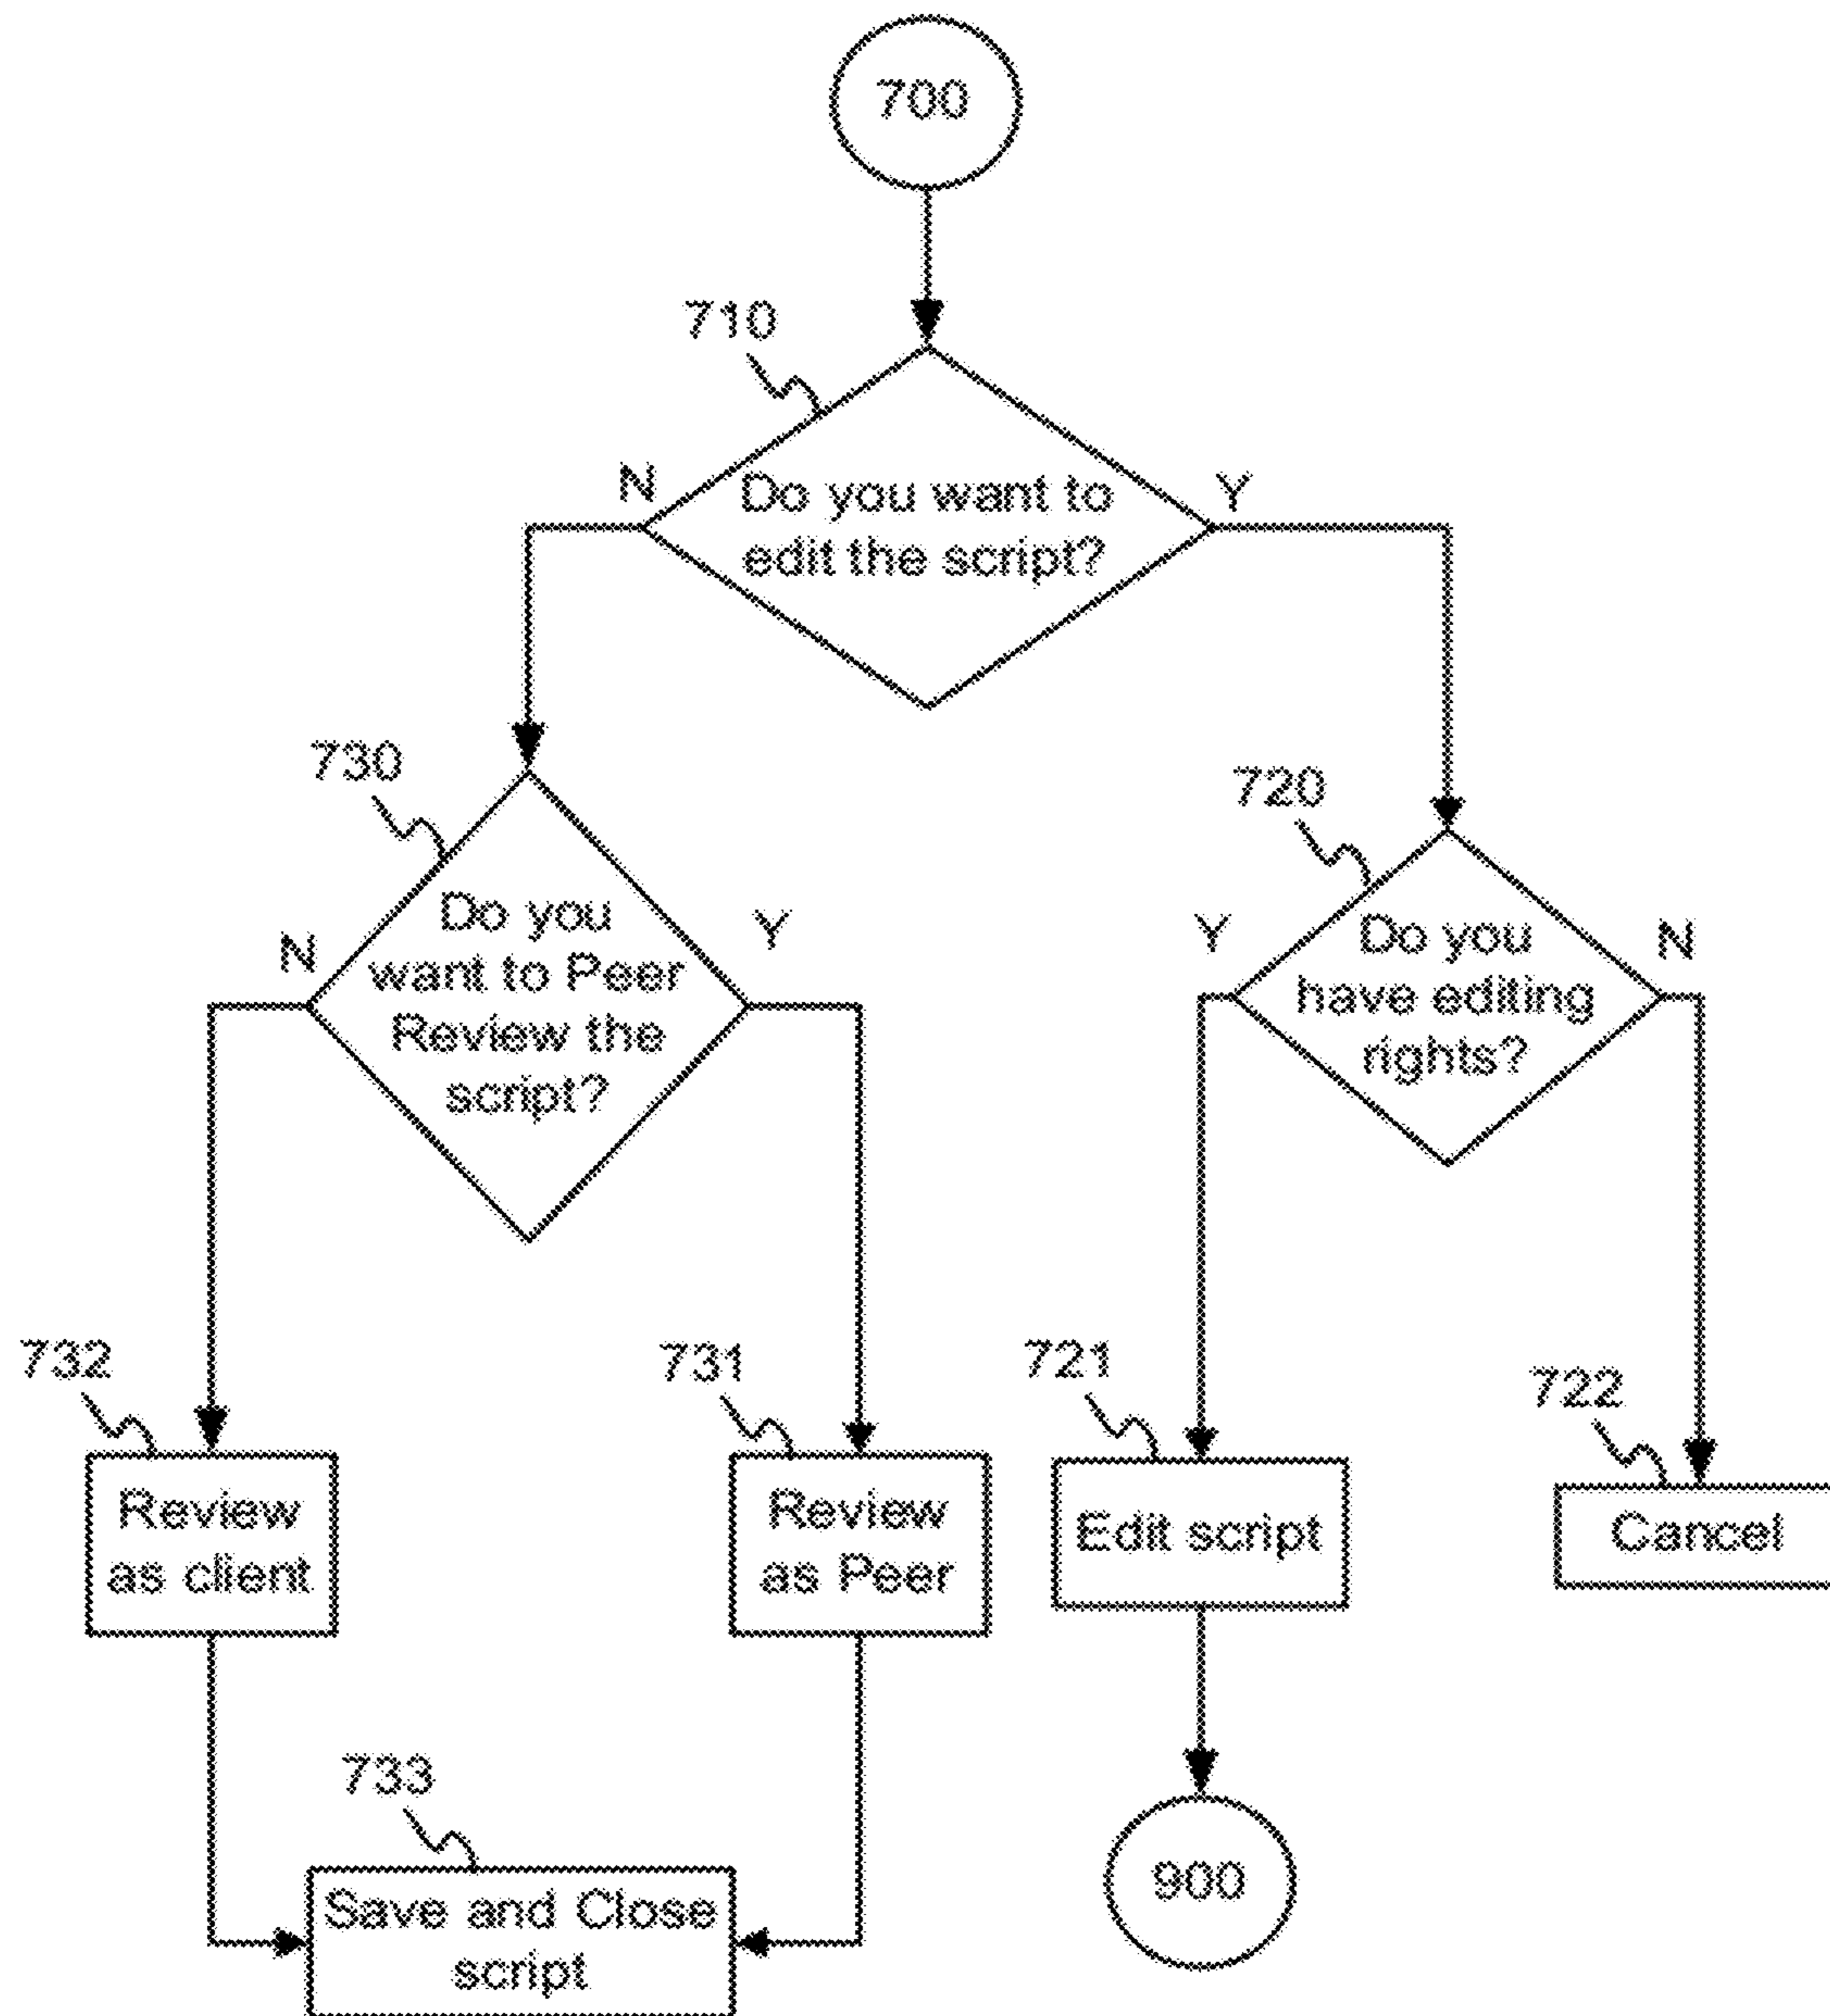 700
710
N
Do you want to
edit the script?
Y
730
N
Do you
want to Peer
Review the
script?
Y
720
Y
Do you
have editing
rights?
N
732
Review
as client
731
Review
as Peer
721
Edit script
722
Cancel
733
Save and Close
script
900